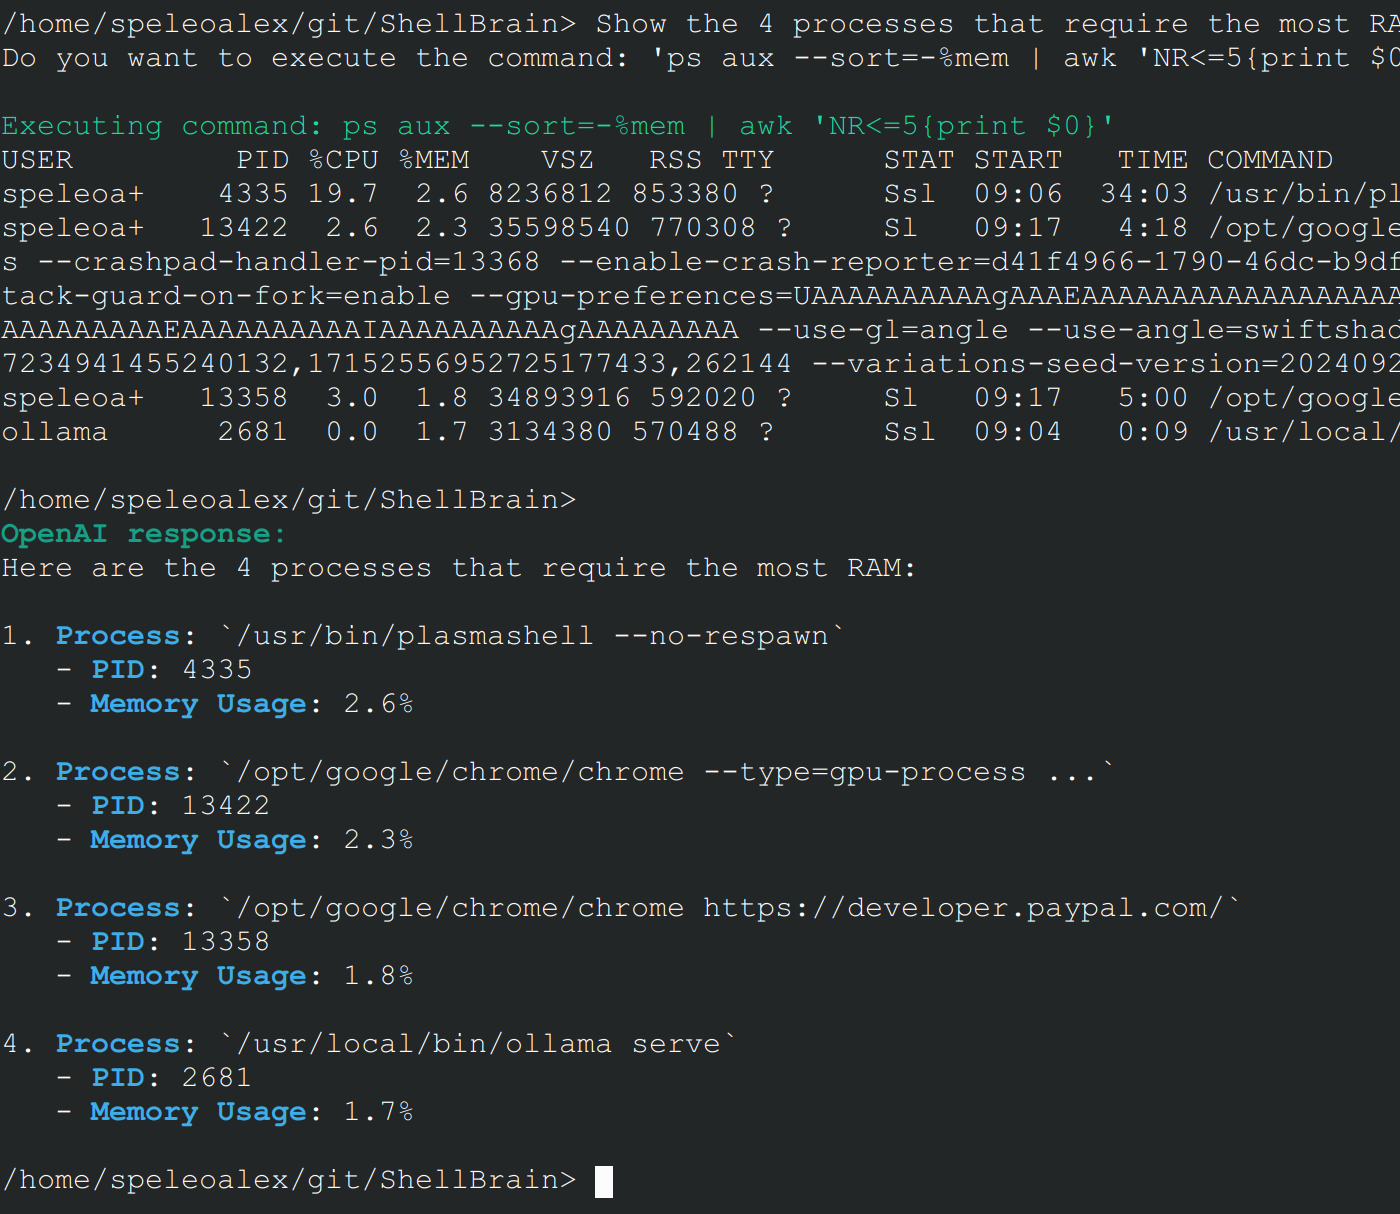 /home/speleoalex/git/ShellBrain> Show the 4 processes that require the most RA
Do you want to execute the command: 'ps aux --sort=-%mem | awk 'NR<=5{print $0
Executing command: ps aux --sort=-%mem | awk 'NR<=5{print $0}'
USER         PID %CPU %MEM    VSZ   RSS TTY      STAT START   TIME COMMAND
speleoa+    4335 19.7  2.6 8236812 853380 ?      Ssl  09:06  34:03 /usr/bin/pl
speleoa+   13422  2.6  2.3 35598540 770308 ?     Sl   09:17   4:18 /opt/google
s --crashpad-handler-pid=13368 --enable-crash-reporter=d41f4966-1790-46dc-b9df
tack-guard-on-fork=enable --gpu-preferences=UAAAAAAAAAAgAAAEAAAAAAAAAAAAAAAAAA
AAAAAAAAAEAAAAAAAAAAIAAAAAAAAAAgAAAAAAAAA --use-gl=angle --use-angle=swiftshad
7234941455240132,17152556952725177433,262144 --variations-seed-version=2024092
speleoa+   13358  3.0  1.8 34893916 592020 ?     Sl   09:17   5:00 /opt/google
ollama      2681  0.0  1.7 3134380 570488 ?      Ssl  09:04   0:09 /usr/local/
/home/speleoalex/git/ShellBrain>
OpenAI response:
Here are the 4 processes that require the most RAM:
1. Process: `/usr/bin/plasmashell --no-respawn`
   - PID: 4335
   - Memory Usage: 2.6%
2. Process: `/opt/google/chrome/chrome --type=gpu-process ...`
   - PID: 13422
   - Memory Usage: 2.3%
3. Process: `/opt/google/chrome/chrome https://developer.paypal.com/`
   - PID: 13358
   - Memory Usage: 1.8%
4. Process: `/usr/local/bin/ollama serve`
   - PID: 2681
   - Memory Usage: 1.7%
/home/speleoalex/git/ShellBrain>